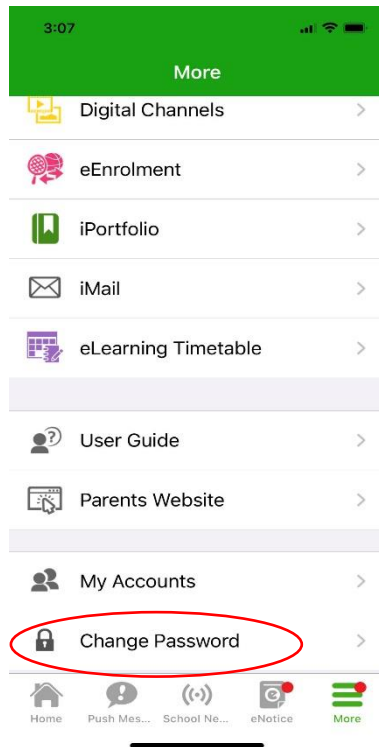 3:07
More
Digital Channels
eEnrolment
iPortfolio
iMail
eLearning Timetable
User Guide
Parents Website
My Accounts
Change Password
Home Push Mes... School Ne... eNotice More